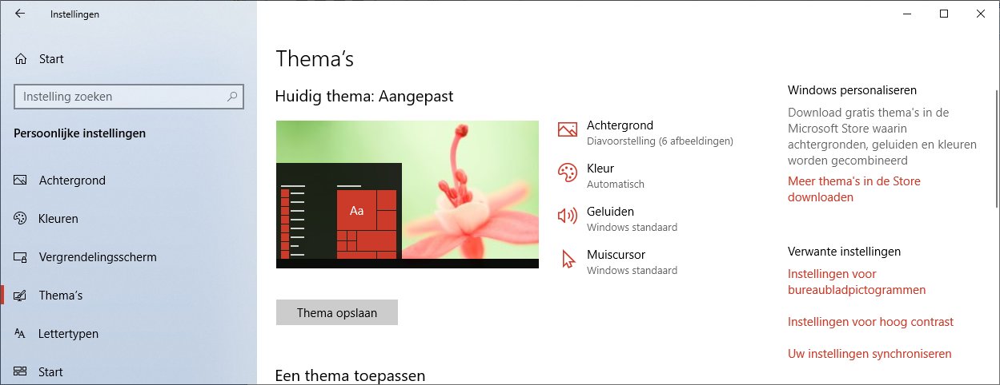 Instellingen
Start
Instelling zoeken
Persoonlijke instellingen
Achtergrond
Kleuren
Vergrendelingsscherm
Thema's
Lettertypen
Start
Thema's
Huidig thema: Aangepast
Aa
Achtergrond
Diavoorstelling (6 afbeeldingen)
Kleur
Automatisch
Geluiden
Windows standaard
Muiscursor
Windows standaard
Thema opslaan
Een thema toepassen
Windows personaliseren
Download gratis thema's in de
Microsoft Store waarin
achtergronden, geluiden en kleuren
worden gecombineerd
Meer thema's in de Store
downloaden
Verwante instellingen
Instellingen voor
bureaubladpictogrammen
Instellingen voor hoog contrast
Uw instellingen synchroniseren